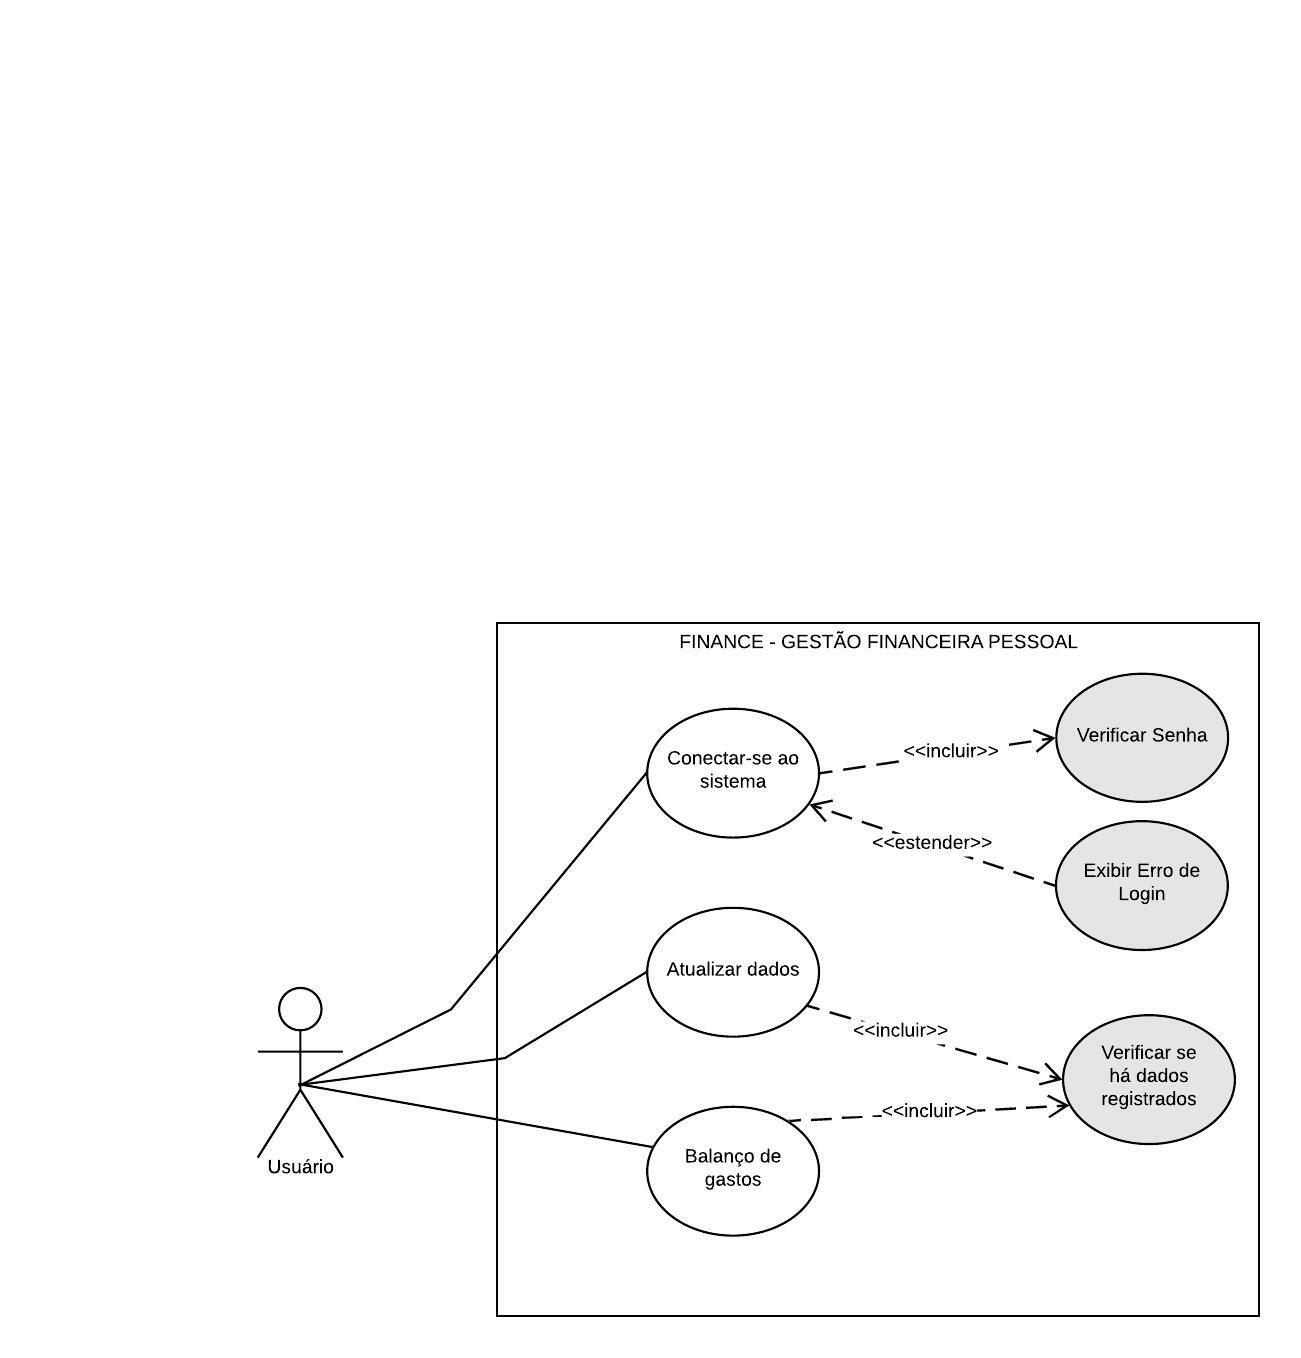 FINANCE - GESTÃO FINANCEIRA PESSOAL
Conectar-se ao
sistema
<<incluir>>
Verificar Senha
<<estender>>
Exibir Erro de
Login
Atualizar dados
<<incluir>>
Verificar se
há dados
registrados
<<incluir>>
Balanço de
gastos
Usuário